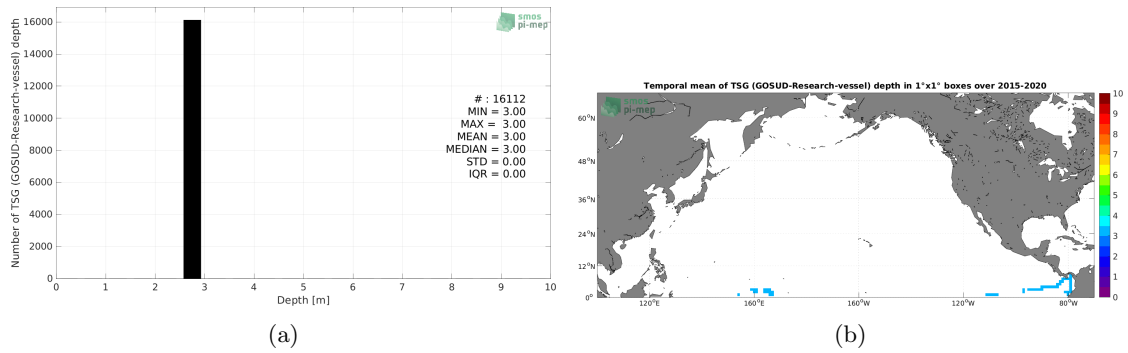 16000
14000
12000
10000
8000
6000
4000
2000
0
Number of TSG (GOSUD-Research-vessel) depth
0 1 2 3 4 5 6 7 8 9 10
Depth [m]
smos
pi-mep
# : 16112
MIN = 3.00
MAX = 3.00
MEAN = 3.00
MEDIAN = 3.00
STD = 0.00
IQR = 0.00
(a)
Temporal mean of TSG (GOSUD-Research-vessel) depth in 1°x1° boxes over 2015-2020
smos
pi-mep
60°N
48°N
36°N
24°N
12°N
0°
120°E 160°E 160°W 120°W 80°W
10
9
8
7
6
5
4
3
2
1
0
(b)